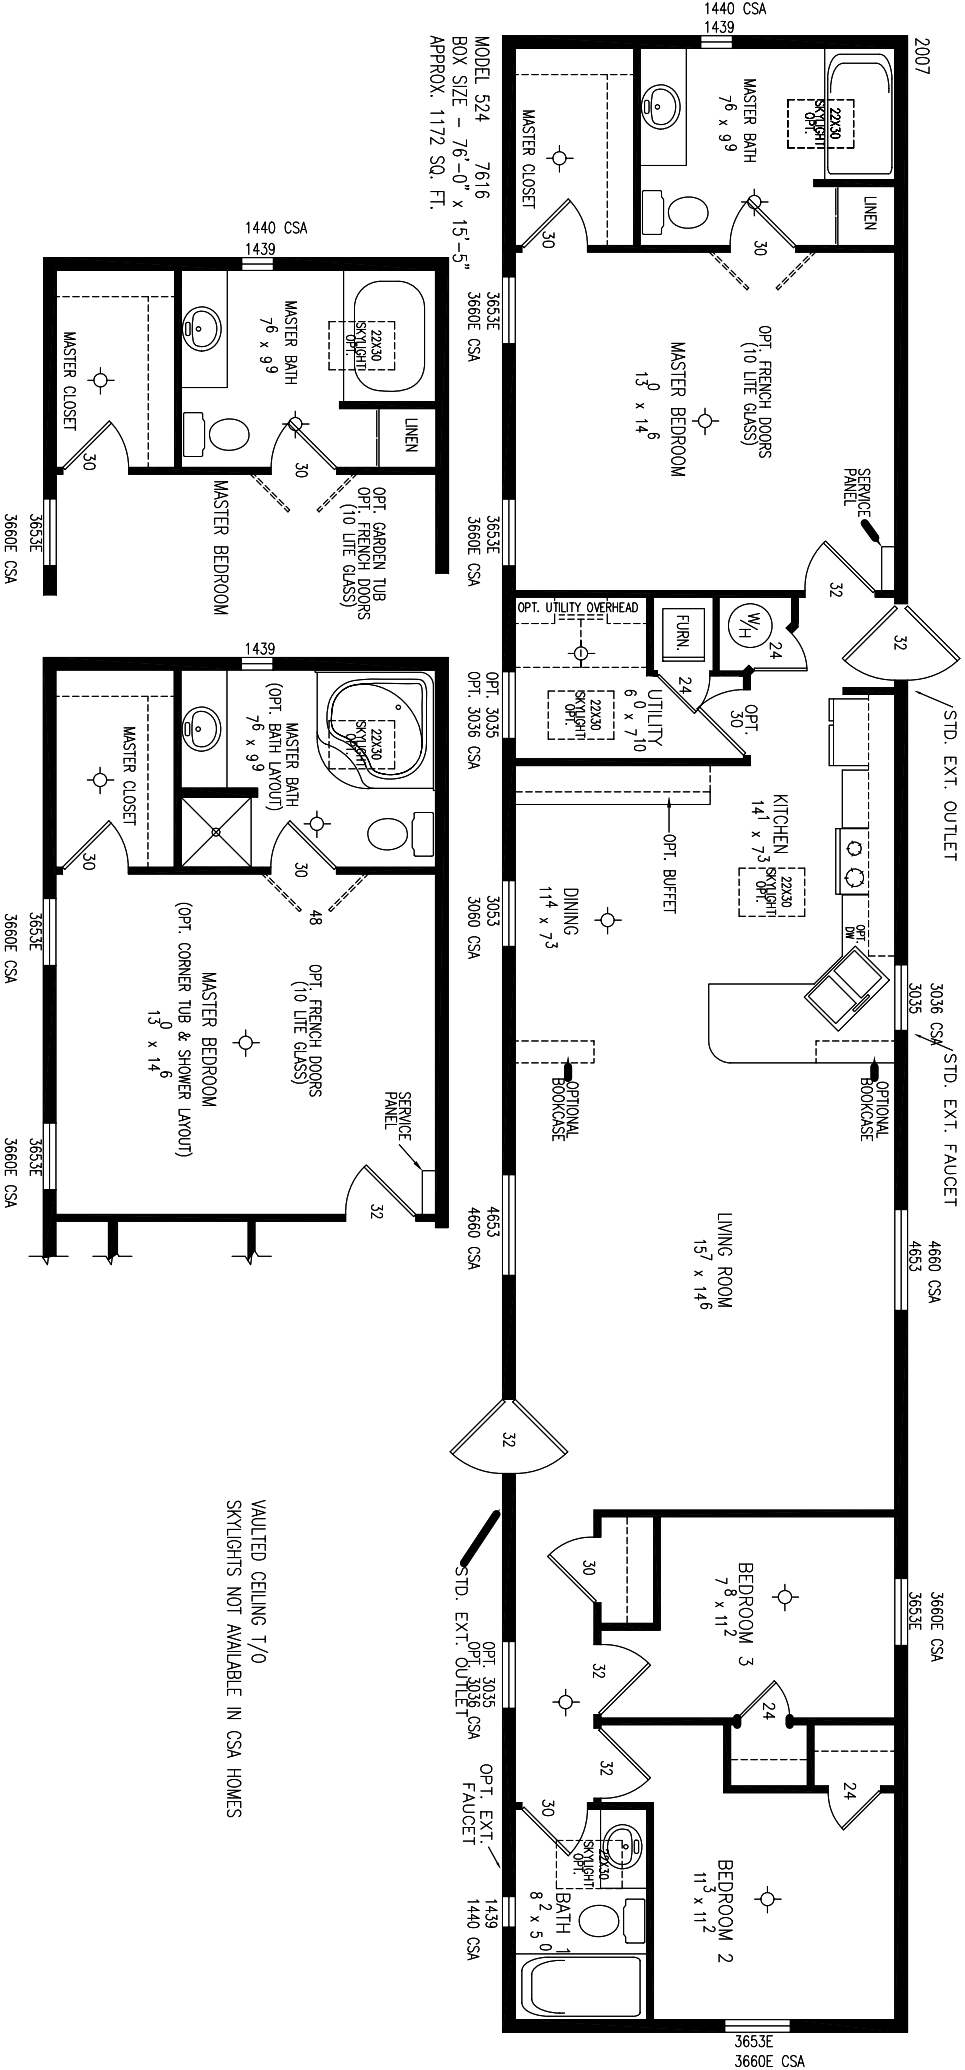 2007
1440 CSA
1439
MODEL 524 7616
BOX SIZE - 76'-0" x 15'-5"
APPROX. 1172 SQ. FT.
MASTER BATH
7⁶ x 9⁹
22X30
SKYLIGHT
OPT.
LINEN
MASTER CLOSET
30
30
3653E
3660E CSA
OPT. FRENCH DOORS
(10 LITE GLASS)
MASTER BEDROOM
13⁰ x 14⁶
SERVICE
PANEL
3653E
3660E CSA
32
32
STD. EXT. OUTLET
OPT. UTILITY OVERHEAD
FURN.
W/H
24
24
OPT.
30
UTILITY
6⁰ x 7¹⁰
22X30
SKYLIGHT
OPT.
OPT. 3035
OPT. 3036 CSA
KITCHEN
14¹ x 7³
22X30
SKYLIGHT
OPT.
OPT. BUFFET
OPT.
DW
DINING
11⁴ x 7³
3053
3060 CSA
3036 CSA
3035
STD. EXT. FAUCET
OPTIONAL
BOOKCASE
OPTIONAL
BOOKCASE
LIVING ROOM
15⁷ x 14⁶
4660 CSA
4653
4653
4660 CSA
32
STD. EXT. OUTLET
BEDROOM 3
7⁸ x 11²
30
32
24
3660E CSA
3653E
OPT. 3035
OPT. 3036 CSA
32
24
30
BEDROOM 2
11³ x 11²
22X30
SKYLIGHT
OPT.
BATH 1
8² x 5⁰
OPT. EXT.
FAUCET
1439
1440 CSA
3653E
3660E CSA
1440 CSA
1439
MASTER BATH
7⁶ x 9⁹
22X30
SKYLIGHT
OPT.
LINEN
MASTER CLOSET
30
30
OPT. GARDEN TUB
OPT. FRENCH DOORS
(10 LITE GLASS)
MASTER BEDROOM
3653E
3660E CSA
1439
22X30
SKYLIGHT
OPT.
MASTER BATH
(OPT. BATH LAYOUT)
7⁶ x 9⁹
MASTER CLOSET
30
30
48
3653E
3660E CSA
OPT. FRENCH DOORS
(10 LITE GLASS)
MASTER BEDROOM
(OPT. CORNER TUB & SHOWER LAYOUT)
13⁰ x 14⁶
SERVICE
PANEL
32
3653E
3660E CSA
VAULTED CEILING T/O
SKYLIGHTS NOT AVAILABLE IN CSA HOMES